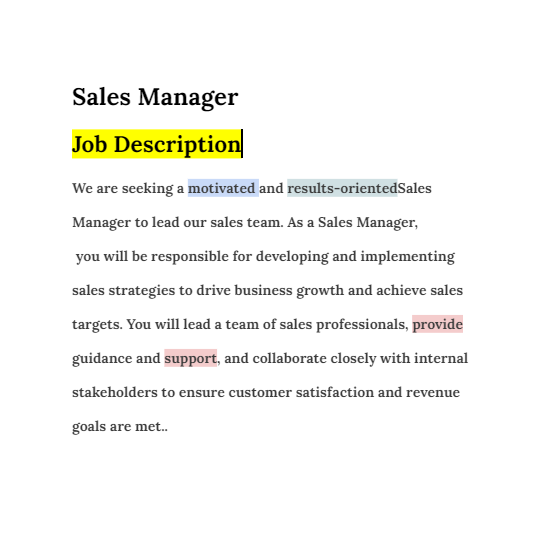 Sales Manager
Job Description
We are seeking a motivated and results-orientedSales
Manager to lead our sales team. As a Sales Manager,
you will be responsible for developing and implementing
sales strategies to drive business growth and achieve sales
targets. You will lead a team of sales professionals, provide
guidance and support, and collaborate closely with internal
stakeholders to ensure customer satisfaction and revenue
goals are met..